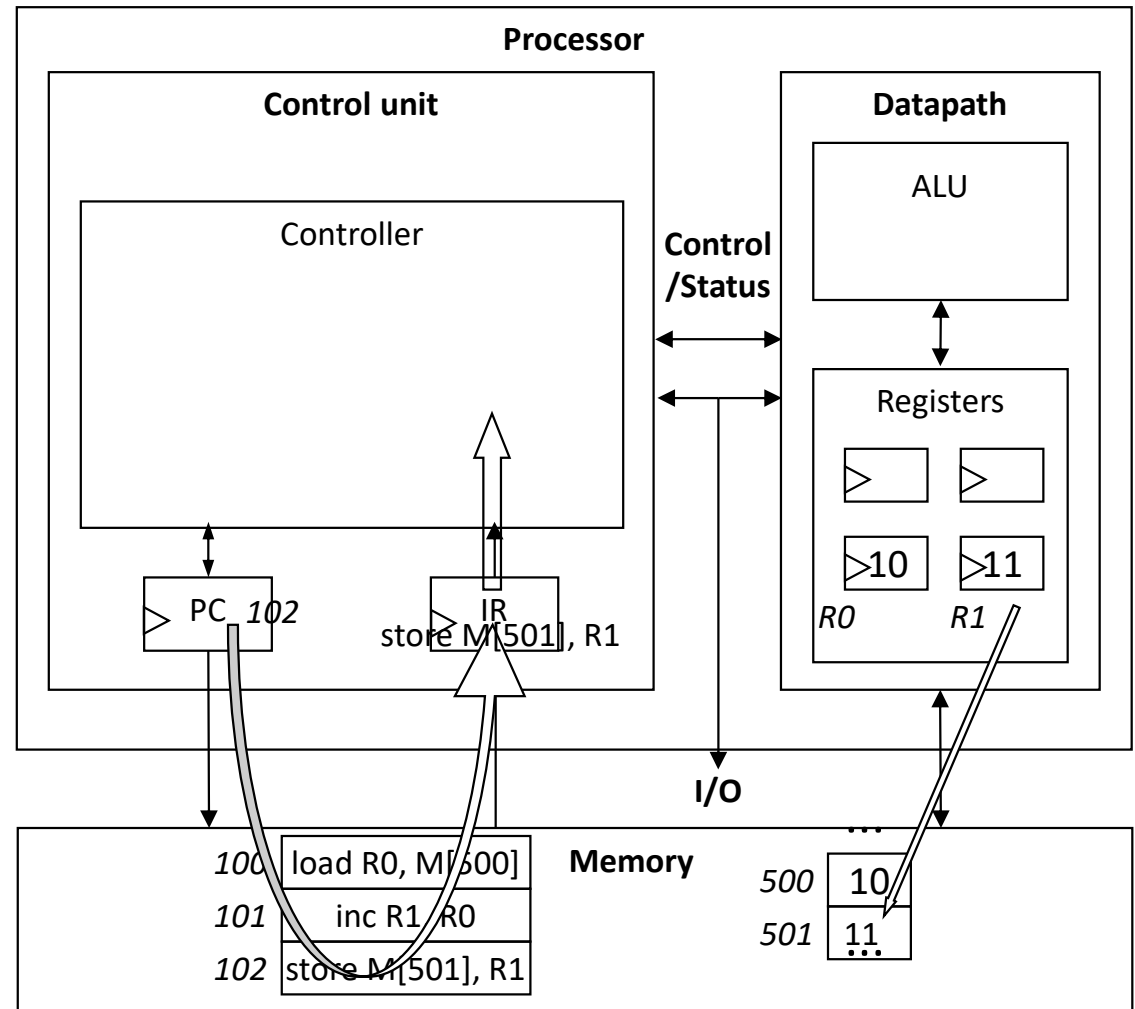 Processor
Control unit
Datapath
ALU
Controller
Control
/Status
Registers
10
11
R0
R1
PC
102
IR
store M[501], R1
I/O
Memory
...
100
load R0, M[500]
500
10
101
inc R1, R0
501
11
...
102
store M[501], R1